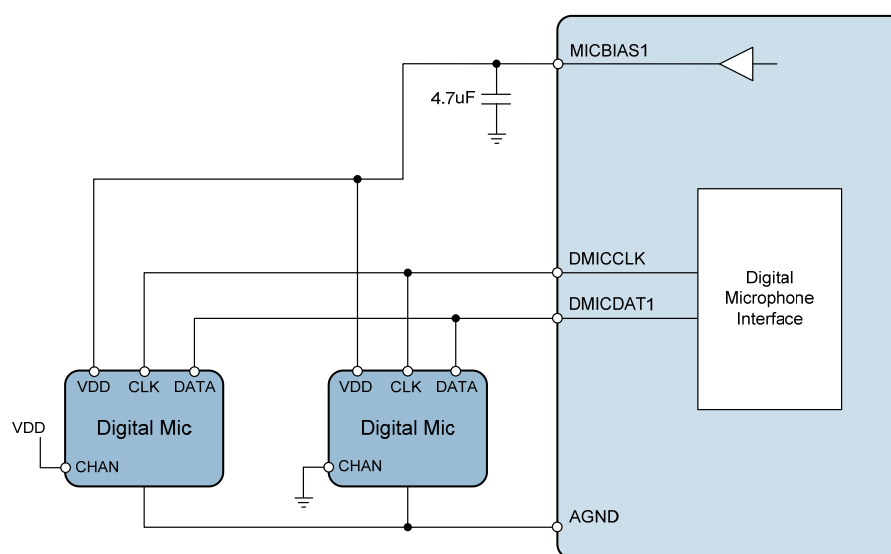 MICBIAS1
4.7uF
DMICCLK
Digital
Microphone
Interface
DMICDAT1
VDD CLK DATA
VDD CLK DATA
Digital Mic
Digital Mic
VDD
CHAN
CHAN
AGND